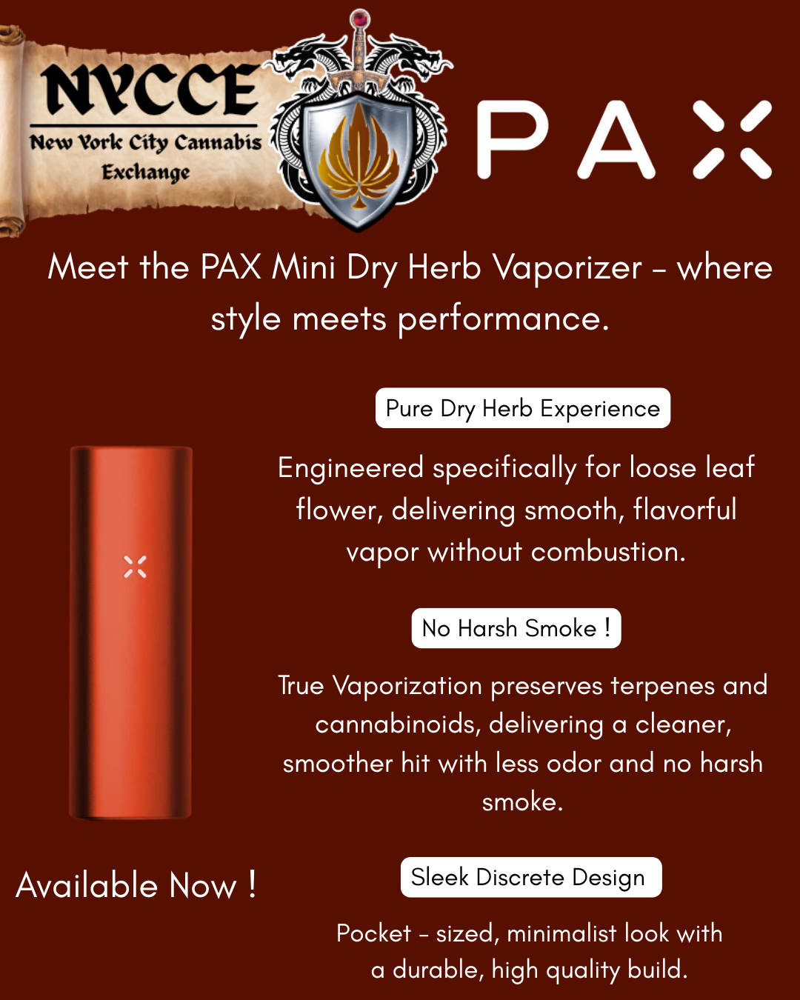 NYCCE
New York City Cannabis
Exchange
PAX
Meet the PAX Mini Dry Herb Vaporizer - where
style meets performance.
Pure Dry Herb Experience
Engineered specifically for loose leaf
flower, delivering smooth, flavorful
vapor without combustion.
No Harsh Smoke !
True Vaporization preserves terpenes and
cannabinoids, delivering a cleaner,
smoother hit with less odor and no harsh
smoke.
Available Now !
Sleek Discrete Design
Pocket - sized, minimalist look with
a durable, high quality build.